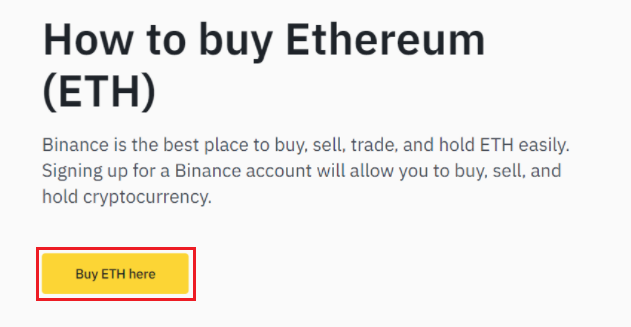 How to buy Ethereum
(ETH)
Binance is the best place to buy, sell, trade, and hold ETH easily.
Signing up for a Binance account will allow you to buy, sell, and
hold cryptocurrency.
Buy ETH here